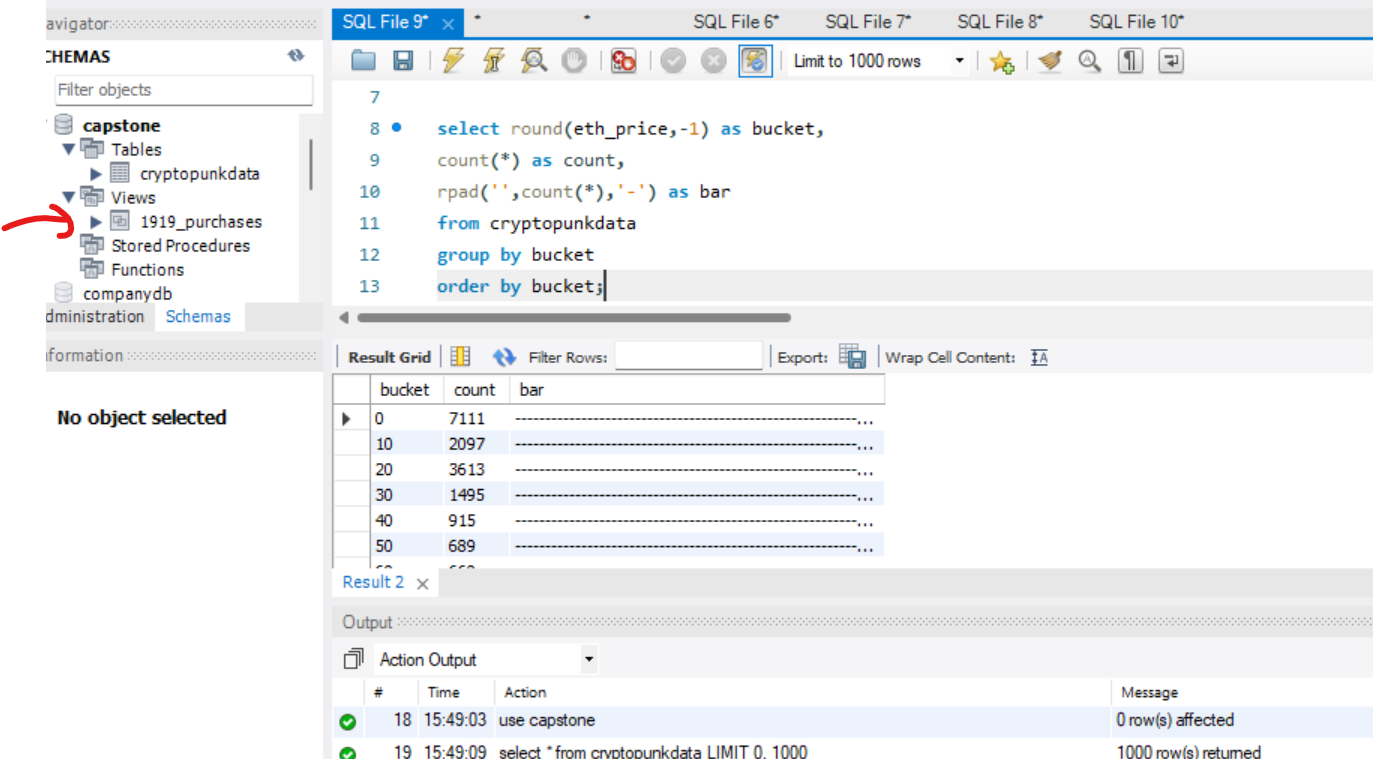 avigator
SQL File 9* × * * SQL File 6* SQL File 7* SQL File 8* SQL File 10*
CHEMAS
Limit to 1000 rows
Filter objects
capstone
Tables
cryptopunkdata
Views
1919_purchases
Stored Procedures
Functions
companydb
dministration Schemas
formation
No object selected
7
8 select round(eth_price,-1) as bucket,
9 count(*) as count,
10 rpad('',count(*),'-') as bar
11 from cryptopunkdata
12 group by bucket
13 order by bucket;
Result Grid Filter Rows: Export: Wrap Cell Content:
bucket count bar
0 7111 ---------------------------------------------------------------------...
10 2097 ---------------------------------------------------------------------...
20 3613 ---------------------------------------------------------------------...
30 1495 ---------------------------------------------------------------------...
40 915 ---------------------------------------------------------------------...
50 689 ---------------------------------------------------------------------...
Result 2 ×
Output
Action Output
# Time Action Message
18 15:49:03 use capstone 0 row(s) affected
19 15:49:09 select * from cryptopunkdata LIMIT 0, 1000 1000 row(s) returned